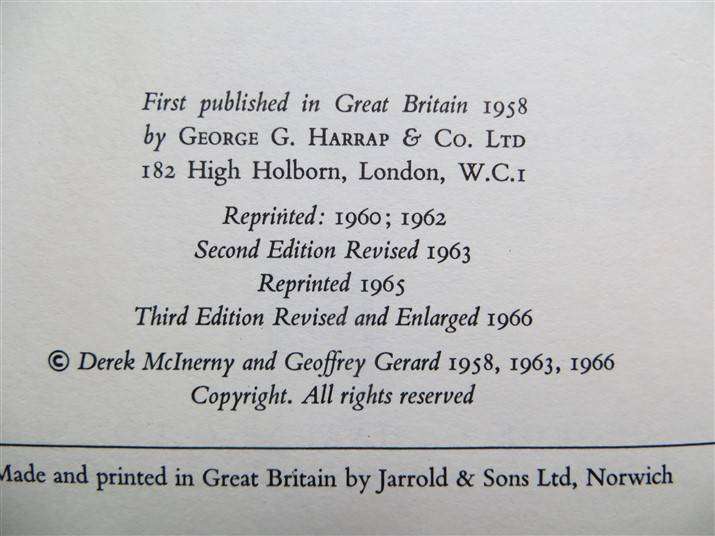 First published in Great Britain 1958
by GEORGE G. HARRAP & CO. LTD
182 High Holborn, London, W.C.1
Reprinted: 1960; 1962
Second Edition Revised 1963
Reprinted 1965
Third Edition Revised and Enlarged 1966
© Derek McInerny and Geoffrey Gerard 1958, 1963, 1966
Copyright. All rights reserved
Made and printed in Great Britain by Jarrold & Sons Ltd, Norwich